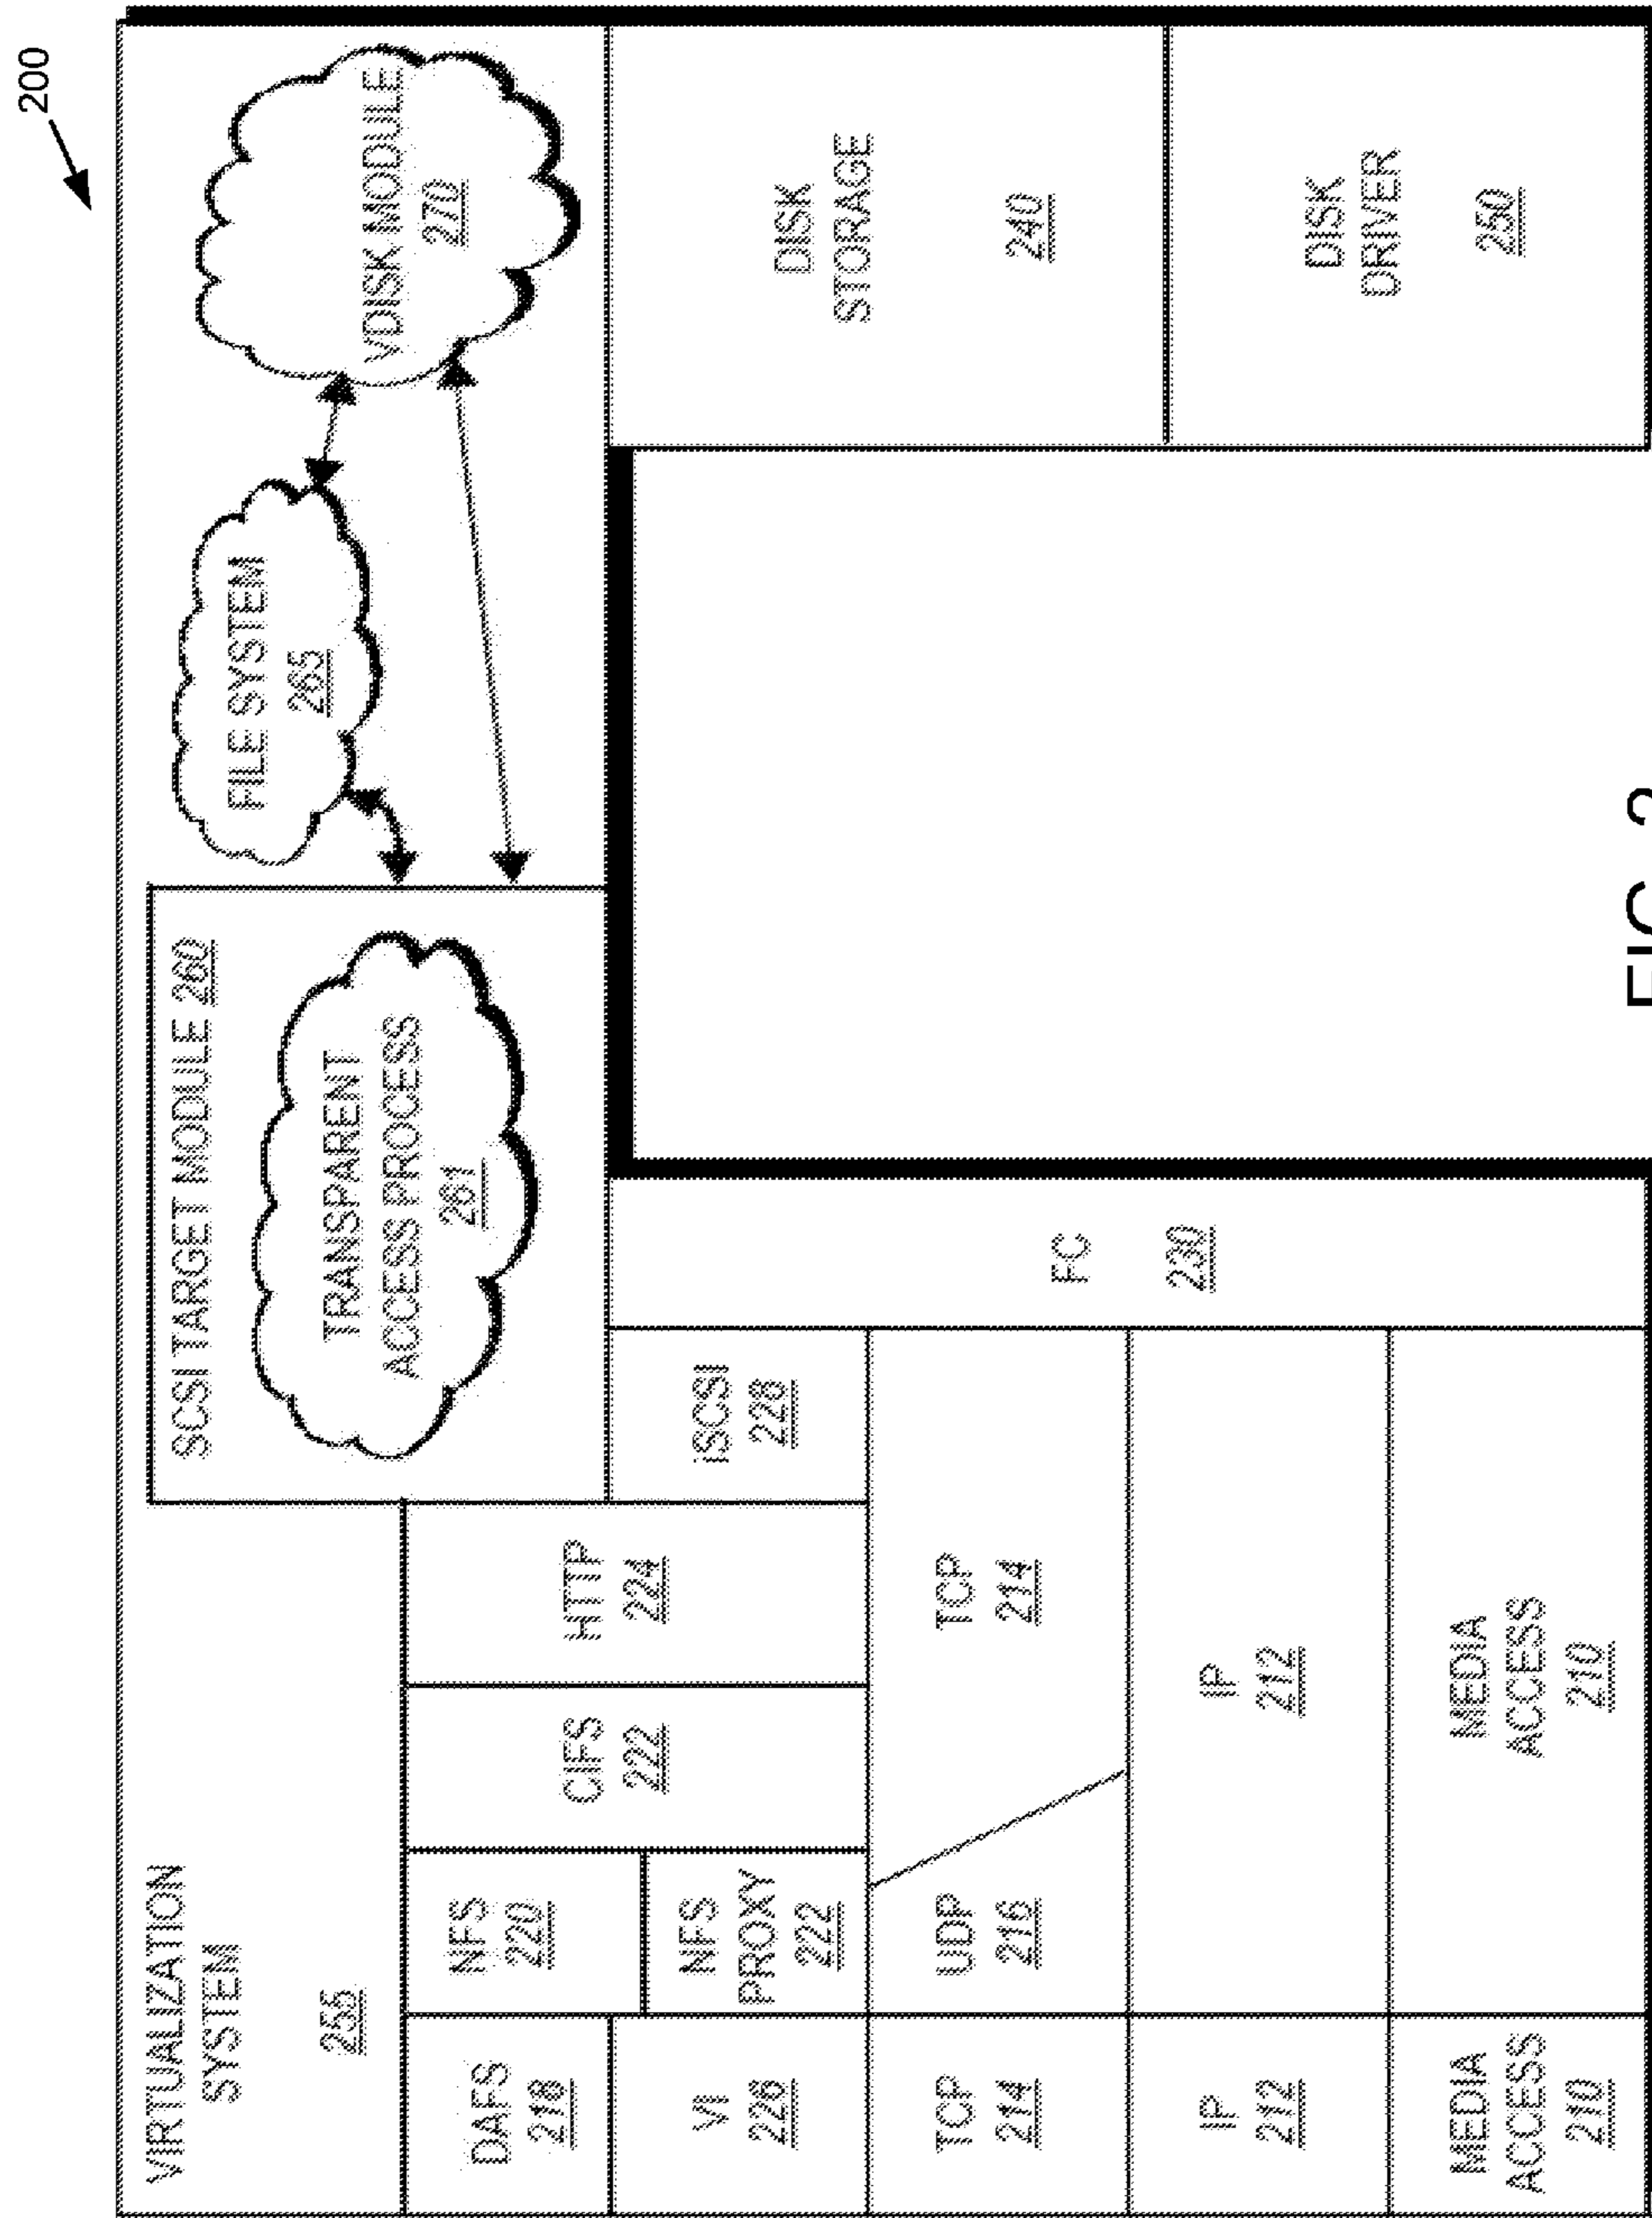 200
VIRTUALIZATION
SYSTEM
255
SCSI TARGET MODULE 260
TRANSPARENT
ACCESS PROCESS
261
FILE SYSTEM
265
VDISK MODULE
270
DAFS
218
VI
226
TCP
214
IP
212
MEDIA
ACCESS
210
NFS
220
NFS
PROXY
222
CIFS
222
HTTP
224
iSCSI
228
UDP
216
TCP
214
IP
212
MEDIA
ACCESS
210
FC
230
DISK
STORAGE
240
DISK
DRIVER
250